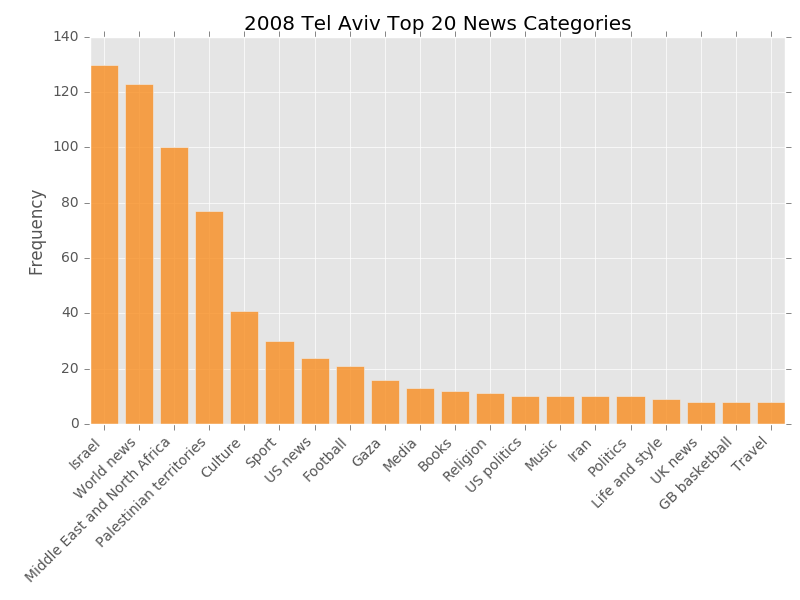 2008 Tel Aviv Top 20 News Categories
140
120
100
80
60
40
20
0
Frequency
Israel
World news
Middle East and North Africa
Palestinian territories
Culture
Sport
US news
Football
Gaza
Media
Books
Religion
US politics
Music
Iran
Politics
Life and style
UK news
GB basketball
Travel